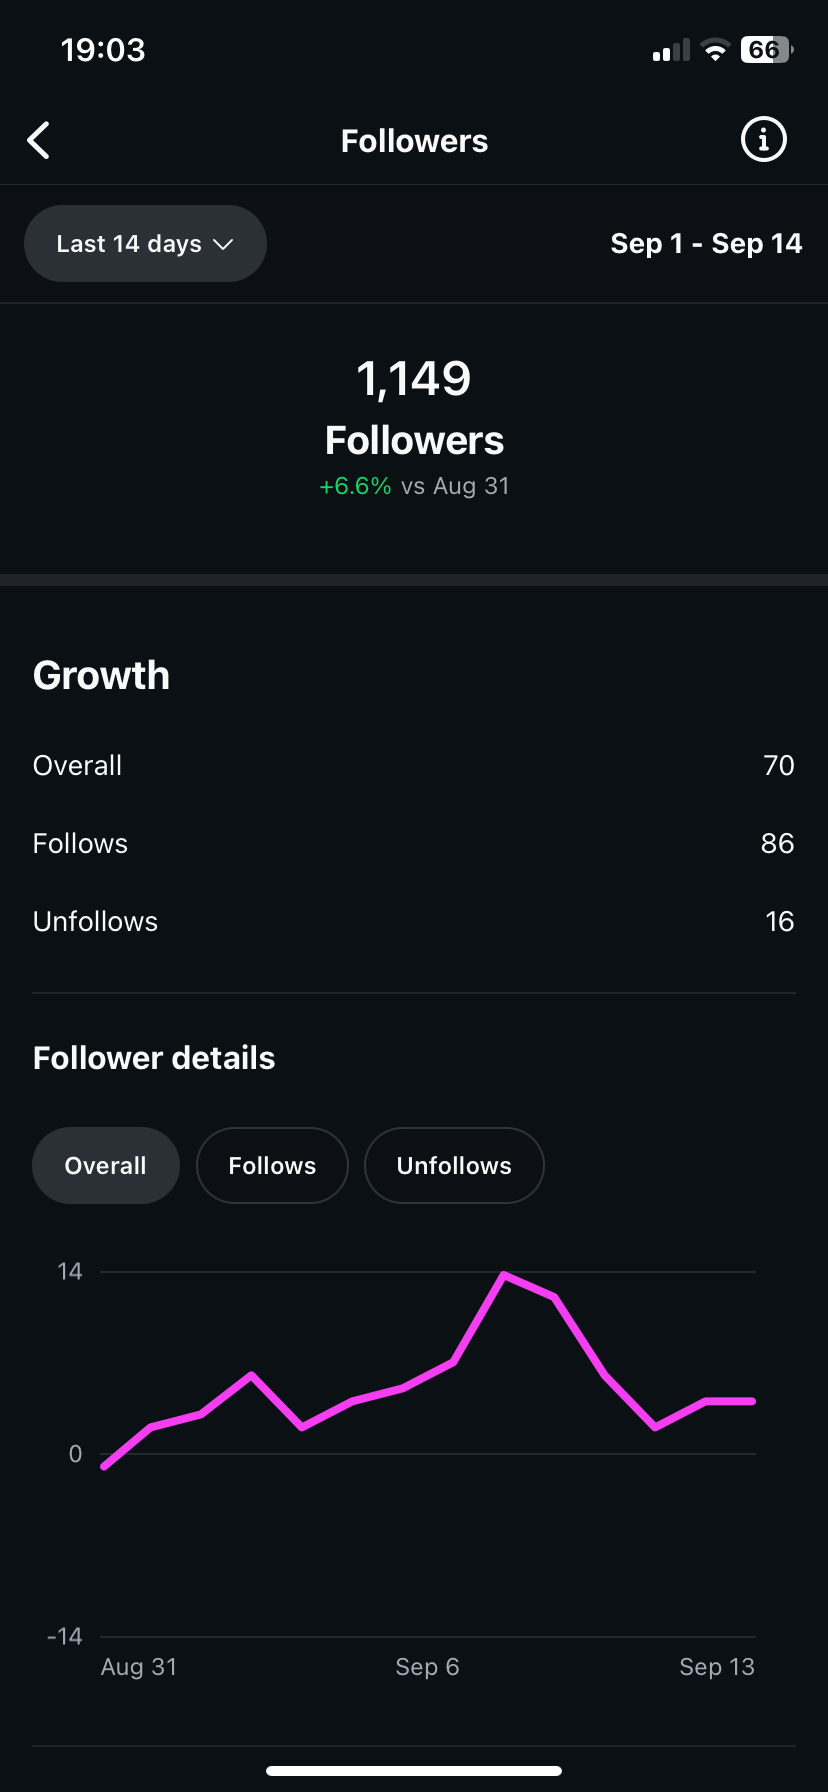 19:03
66
Followers
Last 14 days
Sep 1 - Sep 14
1,149
Followers
+6.6% vs Aug 31
Growth
Overall 70
Follows 86
Unfollows 16
Follower details
Overall Follows Unfollows
14
0
-14
Aug 31 Sep 6 Sep 13